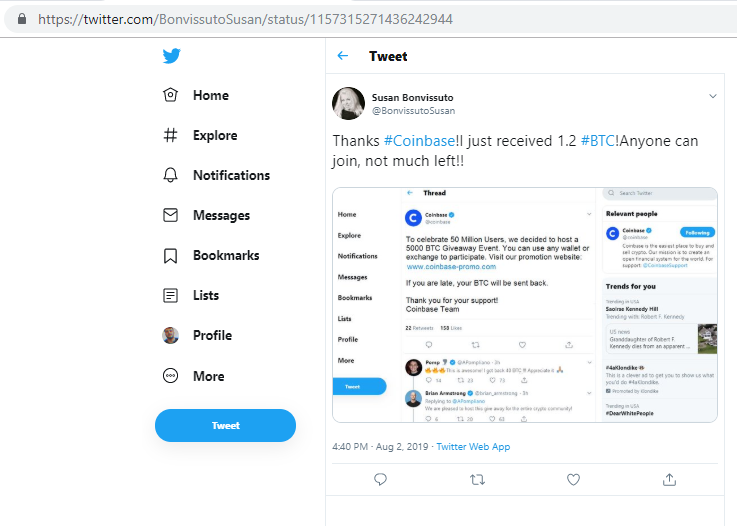 https://twitter.com/BonvissutoSusan/status/1157315271436242944
Home
Explore
Notifications
Messages
Bookmarks
Lists
Profile
More
Tweet
Tweet
Susan Bonvissuto
@BonvissutoSusan
Thanks #Coinbase!I just received 1.2 #BTC!Anyone can
join, not much left!!
Thread
Home
Explore
Notifications
Messages
Bookmarks
Lists
Profile
More
Tweet
Coinbase
@coinbase
To celebrate 50 Million Users, we decided to host a
5000 BTC Giveaway Event. You can use any wallet or
exchange to participate. Visit our promotion website:
www.coinbase-promo.com
If you are late, your BTC will be sent back.
Thank you for your support!
Coinbase Team
22 Retweets 158 Likes
Pomp @APompliano · 2h
This is awesome! I got back 40 BTC !! Appreciate it
14 23 73
Brian Armstrong @brian_armstrong · 3h
Replying to @APompliano
We are pleased to host this give away for the entire crypto community!
6 39 63
Search Twitter
Relevant people
Coinbase
@coinbase
Following
Coinbase is the easiest place to buy and
sell crypto. Our mission is to create an
open financial system for the world. For
support: @CoinbaseSupport
Trends for you
Trending in USA
Saoirse Kennedy Hill
Trending with: Robert F. Kennedy
US news
Granddaughter of Robert F.
Kennedy dies from an apparent ...
#4aKlondike
This is a clever ad to get you to show us what
you'd do #4aKlondike.
Promoted by Klondike
Trending in USA
#DearWhitePeople
4:40 PM · Aug 2, 2019 · Twitter Web App